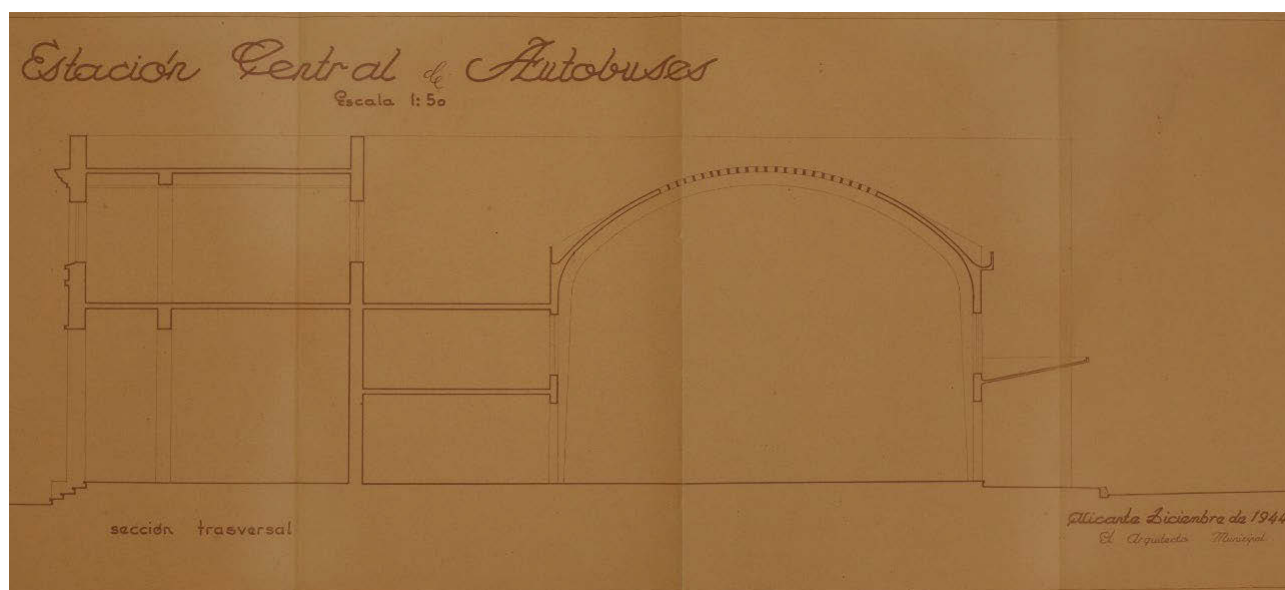 Estación Central de Autobuses
Escala 1:50
sección trasversal
Alicante Diciembre de 1944
El Arquitecto Municipal